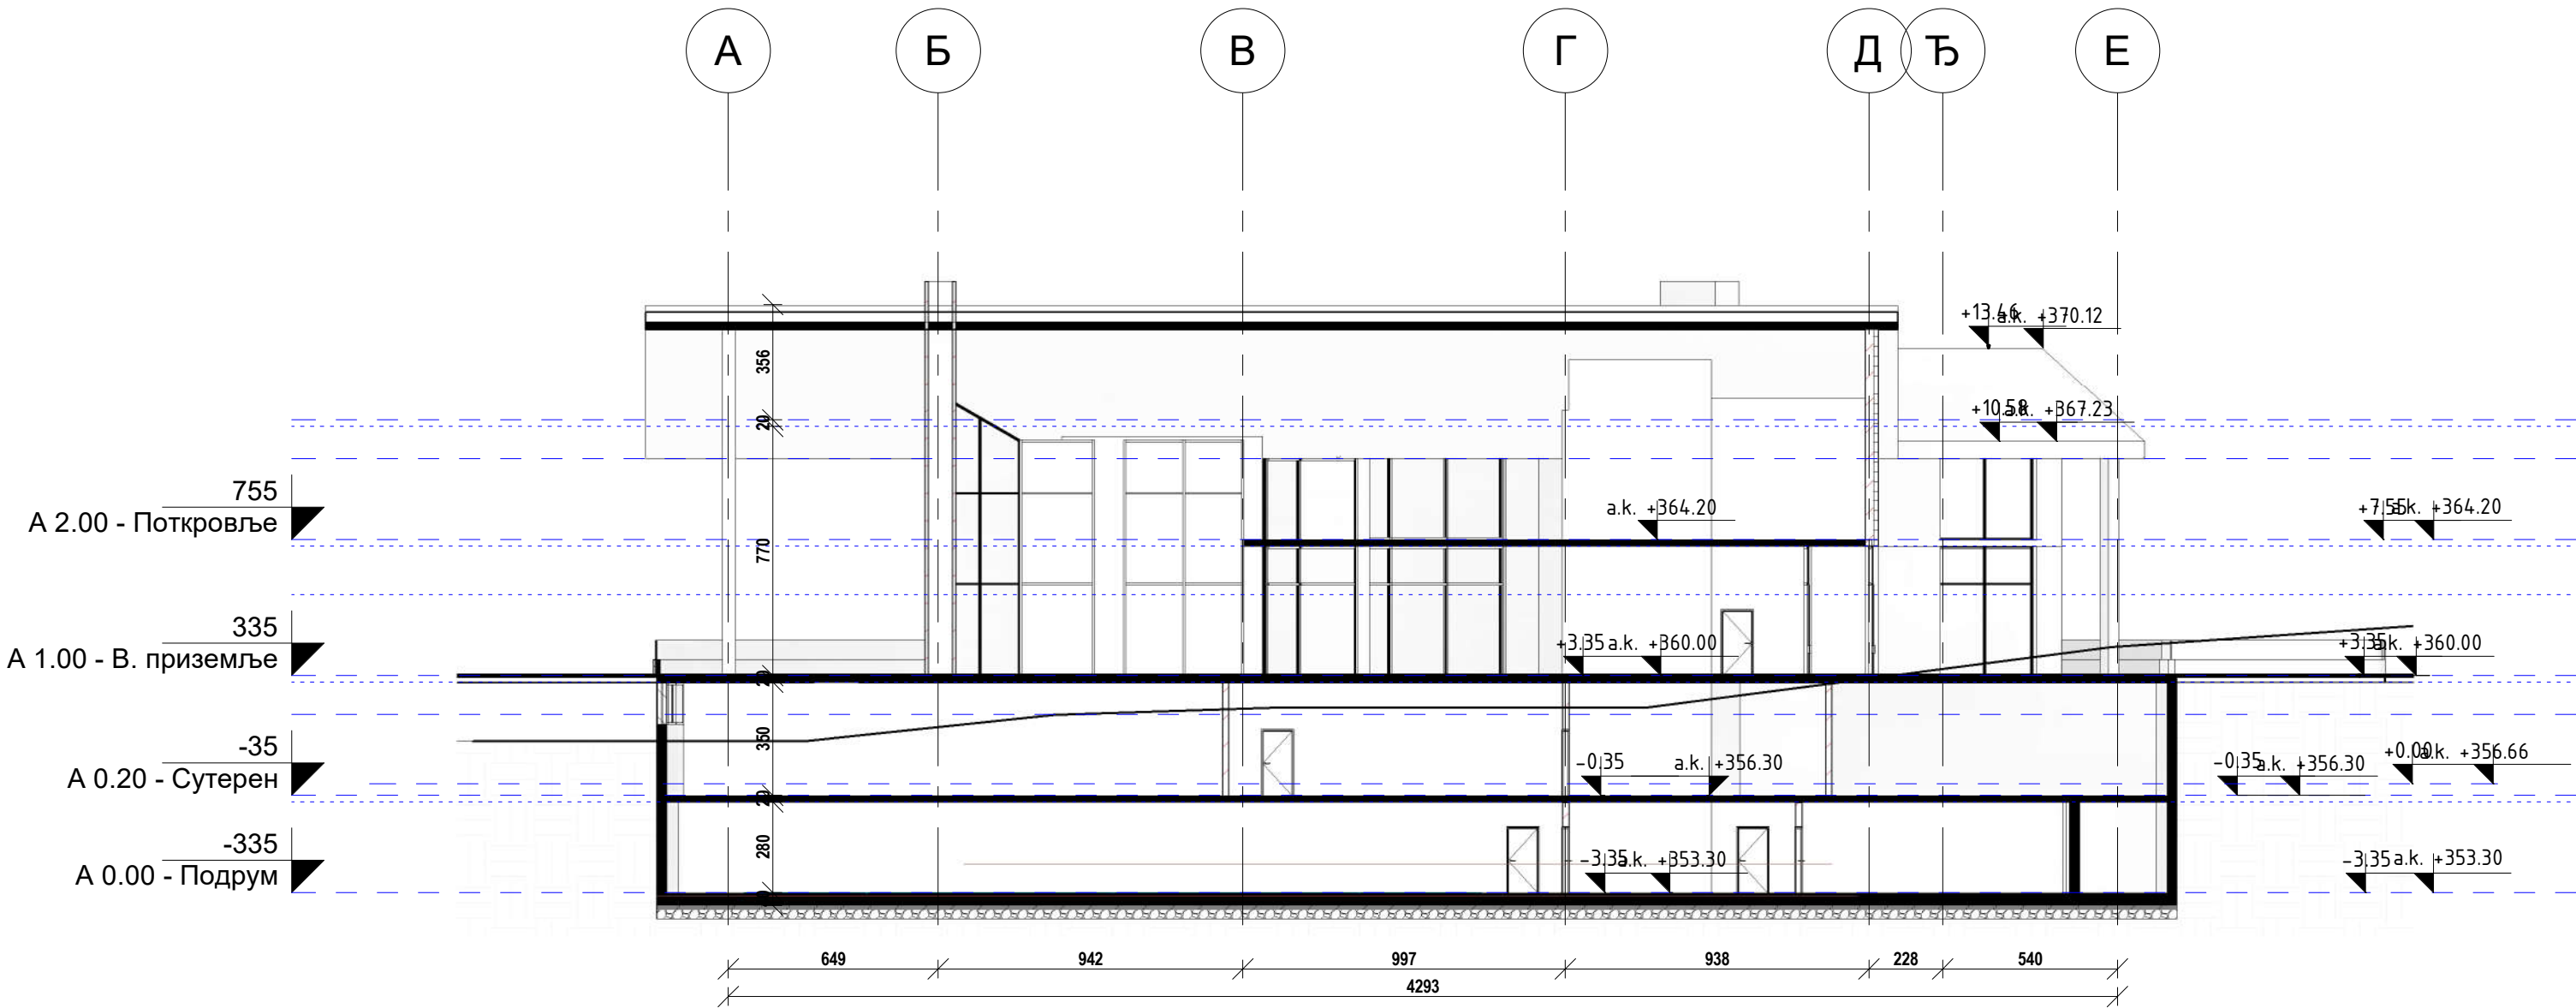 А Б В Г Д Ђ Е
+13.46 a.k. +370.12
356
20
+10.58 a.k. +367.23
755
А 2.00 - Поткровље
a.k. +364.20
+7.55 a.k. +364.20
770
335
А 1.00 - В. приземље
+3.35 a.k. +360.00
+3.35 a.k. +360.00
20
350
-35
А 0.20 - Сутерен
-0.35 a.k. +356.30
-0.35 a.k. +356.30
+0.00 a.k. +356.66
20
280
-335
А 0.00 - Подрум
-3.35 a.k. +353.30
-3.35 a.k. +353.30
649 942 997 938 228 540
4293